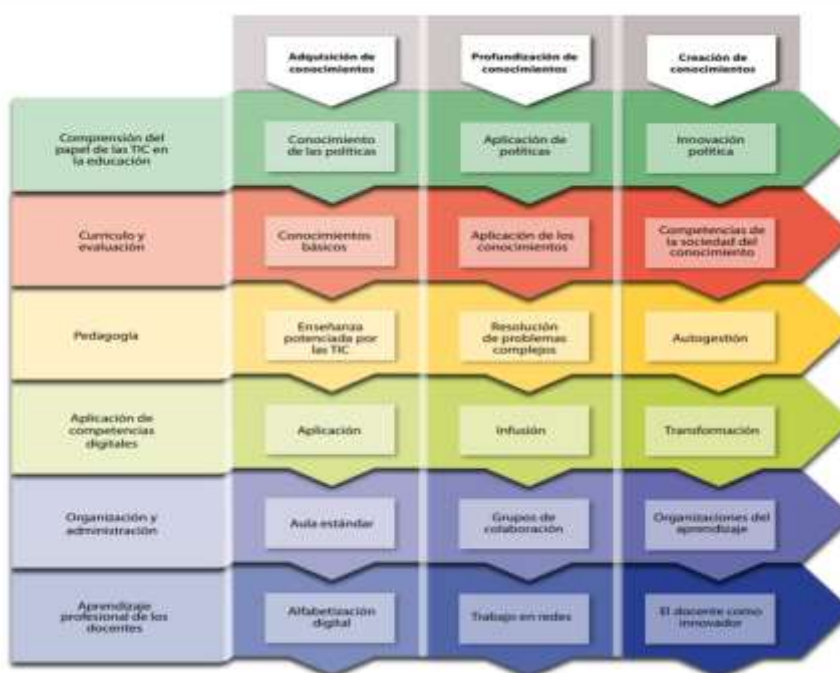 Adquisición de
conocimientos
Profundización de
conocimientos
Creación de
conocimientos
Comprensión del
papel de las TIC en
la educación
Conocimiento
de las políticas
Aplicación de
políticas
Innovación
política
Currículo y
evaluación
Conocimientos
básicos
Aplicación de los
conocimientos
Competencias de
la sociedad del
conocimiento
Pedagogía
Enseñanza
potenciada por
las TIC
Resolución
de problemas
complejos
Autogestión
Aplicación de
competencias
digitales
Aplicación
Infusión
Transformación
Organización y
administración
Aula estándar
Grupos de
colaboración
Organizaciones del
aprendizaje
Aprendizaje
profesional de los
docentes
Alfabetización
digital
Trabajo en redes
El docente como
innovador